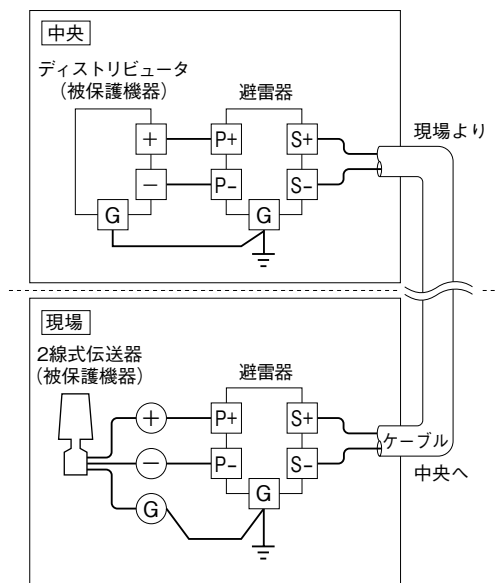 中央
ディストリビュータ
(被保護機器)
避雷器
現場より
+ P+ S+
− P− S−
G G
現場
2線式伝送器
(被保護機器)
避雷器
+ P+ S+
ケーブル
− P− S−
中央へ
G G